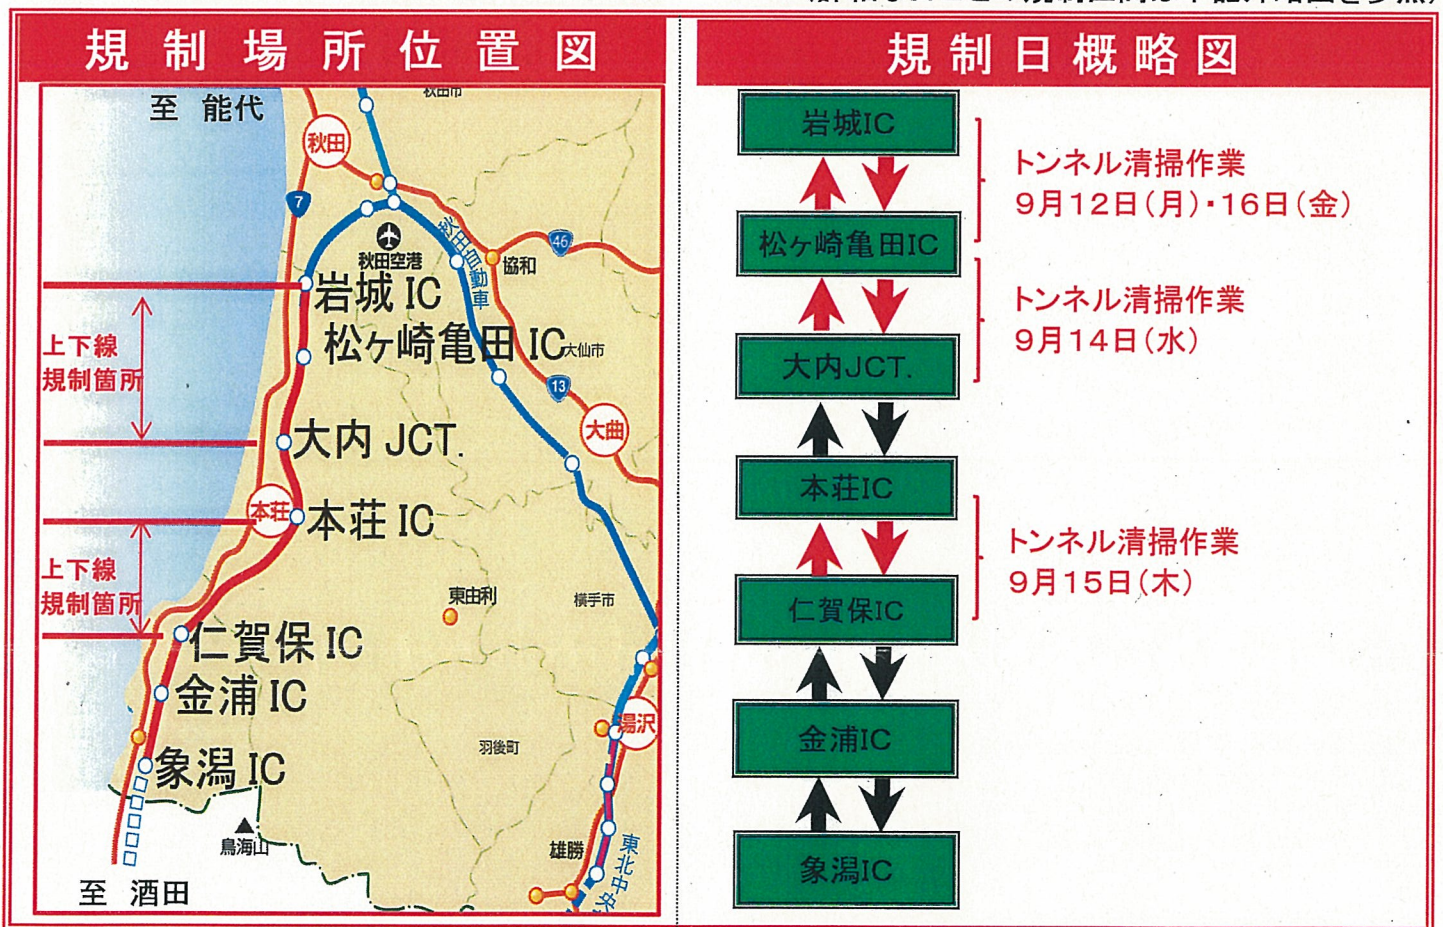 規制場所位置図
至 能代
秋田市
秋田
7
秋田空港
秋田自動車
46
協和
岩城 IC
松ヶ崎亀田 IC
大仙市
上下線
規制箇所
13
大曲
大内 JCT.
本荘
本荘 IC
上下線
規制箇所
東由利
横手市
仁賀保 IC
金浦 IC
湯沢
羽後町
象潟 IC
鳥海山
雄勝
東北中央
至 酒田
規制日概略図
岩城IC
トンネル清掃作業
9月12日(月)・16日(金)
松ヶ崎亀田IC
トンネル清掃作業
9月14日(水)
大内JCT.
本荘IC
トンネル清掃作業
9月15日(木)
仁賀保IC
金浦IC
象潟IC